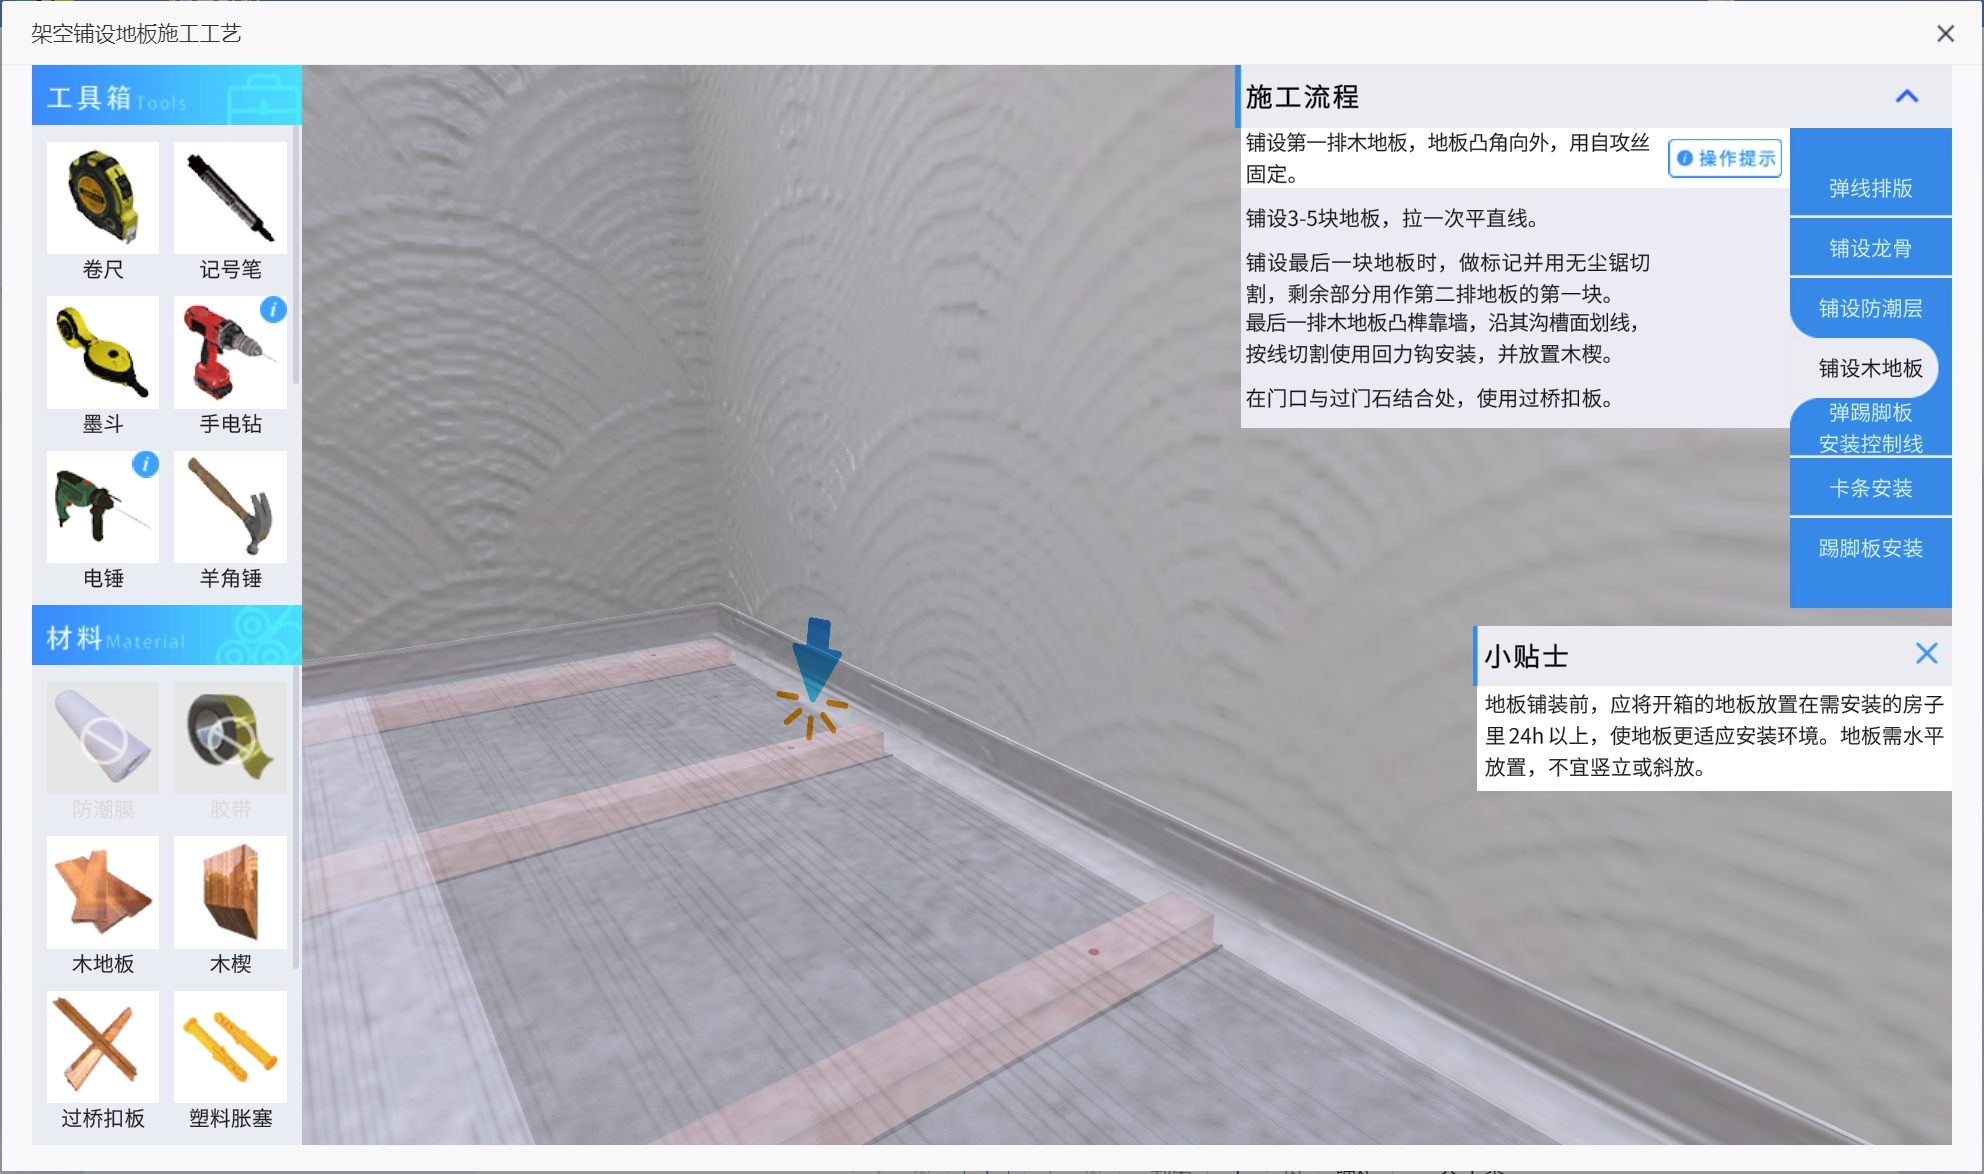 架空铺设地板施工工艺
工具箱 Tools
卷尺
记号笔
墨斗
手电钻
电锤
羊角锤
材料 Material
防潮膜
胶带
木地板
木楔
过桥扣板
塑料胀塞
施工流程
铺设第一排木地板，地板凸角向外，用自攻丝
固定。
操作提示
铺设3-5块地板，拉一次平直线。
铺设最后一块地板时，做标记并用无尘锯切
割，剩余部分用作第二排地板的第一块。
最后一排木地板凸榫靠墙，沿其沟槽面划线，
按线切割使用回力钩安装，并放置木楔。
在门口与过门石结合处，使用过桥扣板。
弹线排版
铺设龙骨
铺设防潮层
铺设木地板
弹踢脚板
安装控制线
卡条安装
踢脚板安装
小贴士
地板铺装前，应将开箱的地板放置在需安装的房子
里24h以上，使地板更适应安装环境。地板需水平
放置，不宜竖立或斜放。